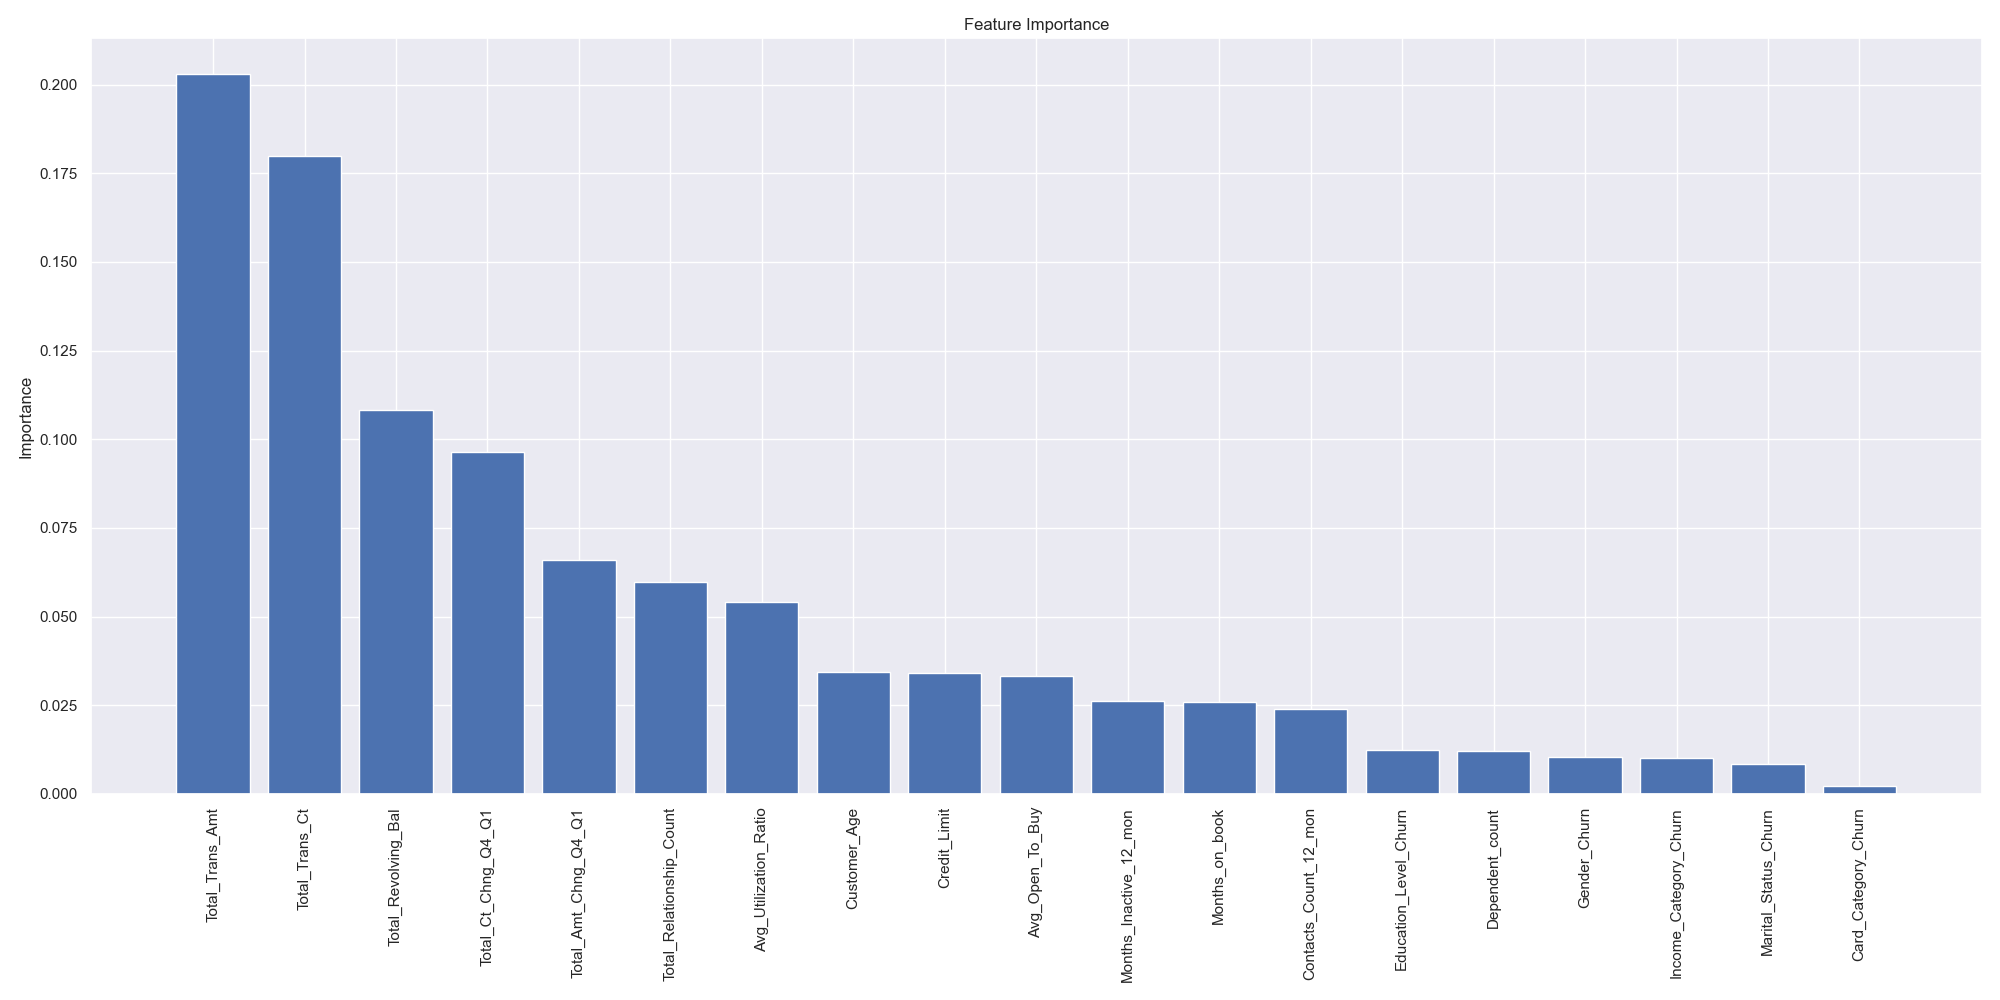 Feature Importance
Importance
0.200
0.175
0.150
0.125
0.100
0.075
0.050
0.025
0.000
Total_Trans_Amt
Total_Trans_Ct
Total_Revolving_Bal
Total_Ct_Chng_Q4_Q1
Total_Amt_Chng_Q4_Q1
Total_Relationship_Count
Avg_Utilization_Ratio
Customer_Age
Credit_Limit
Avg_Open_To_Buy
Months_Inactive_12_mon
Months_on_book
Contacts_Count_12_mon
Education_Level_Churn
Dependent_count
Gender_Churn
Income_Category_Churn
Marital_Status_Churn
Card_Category_Churn